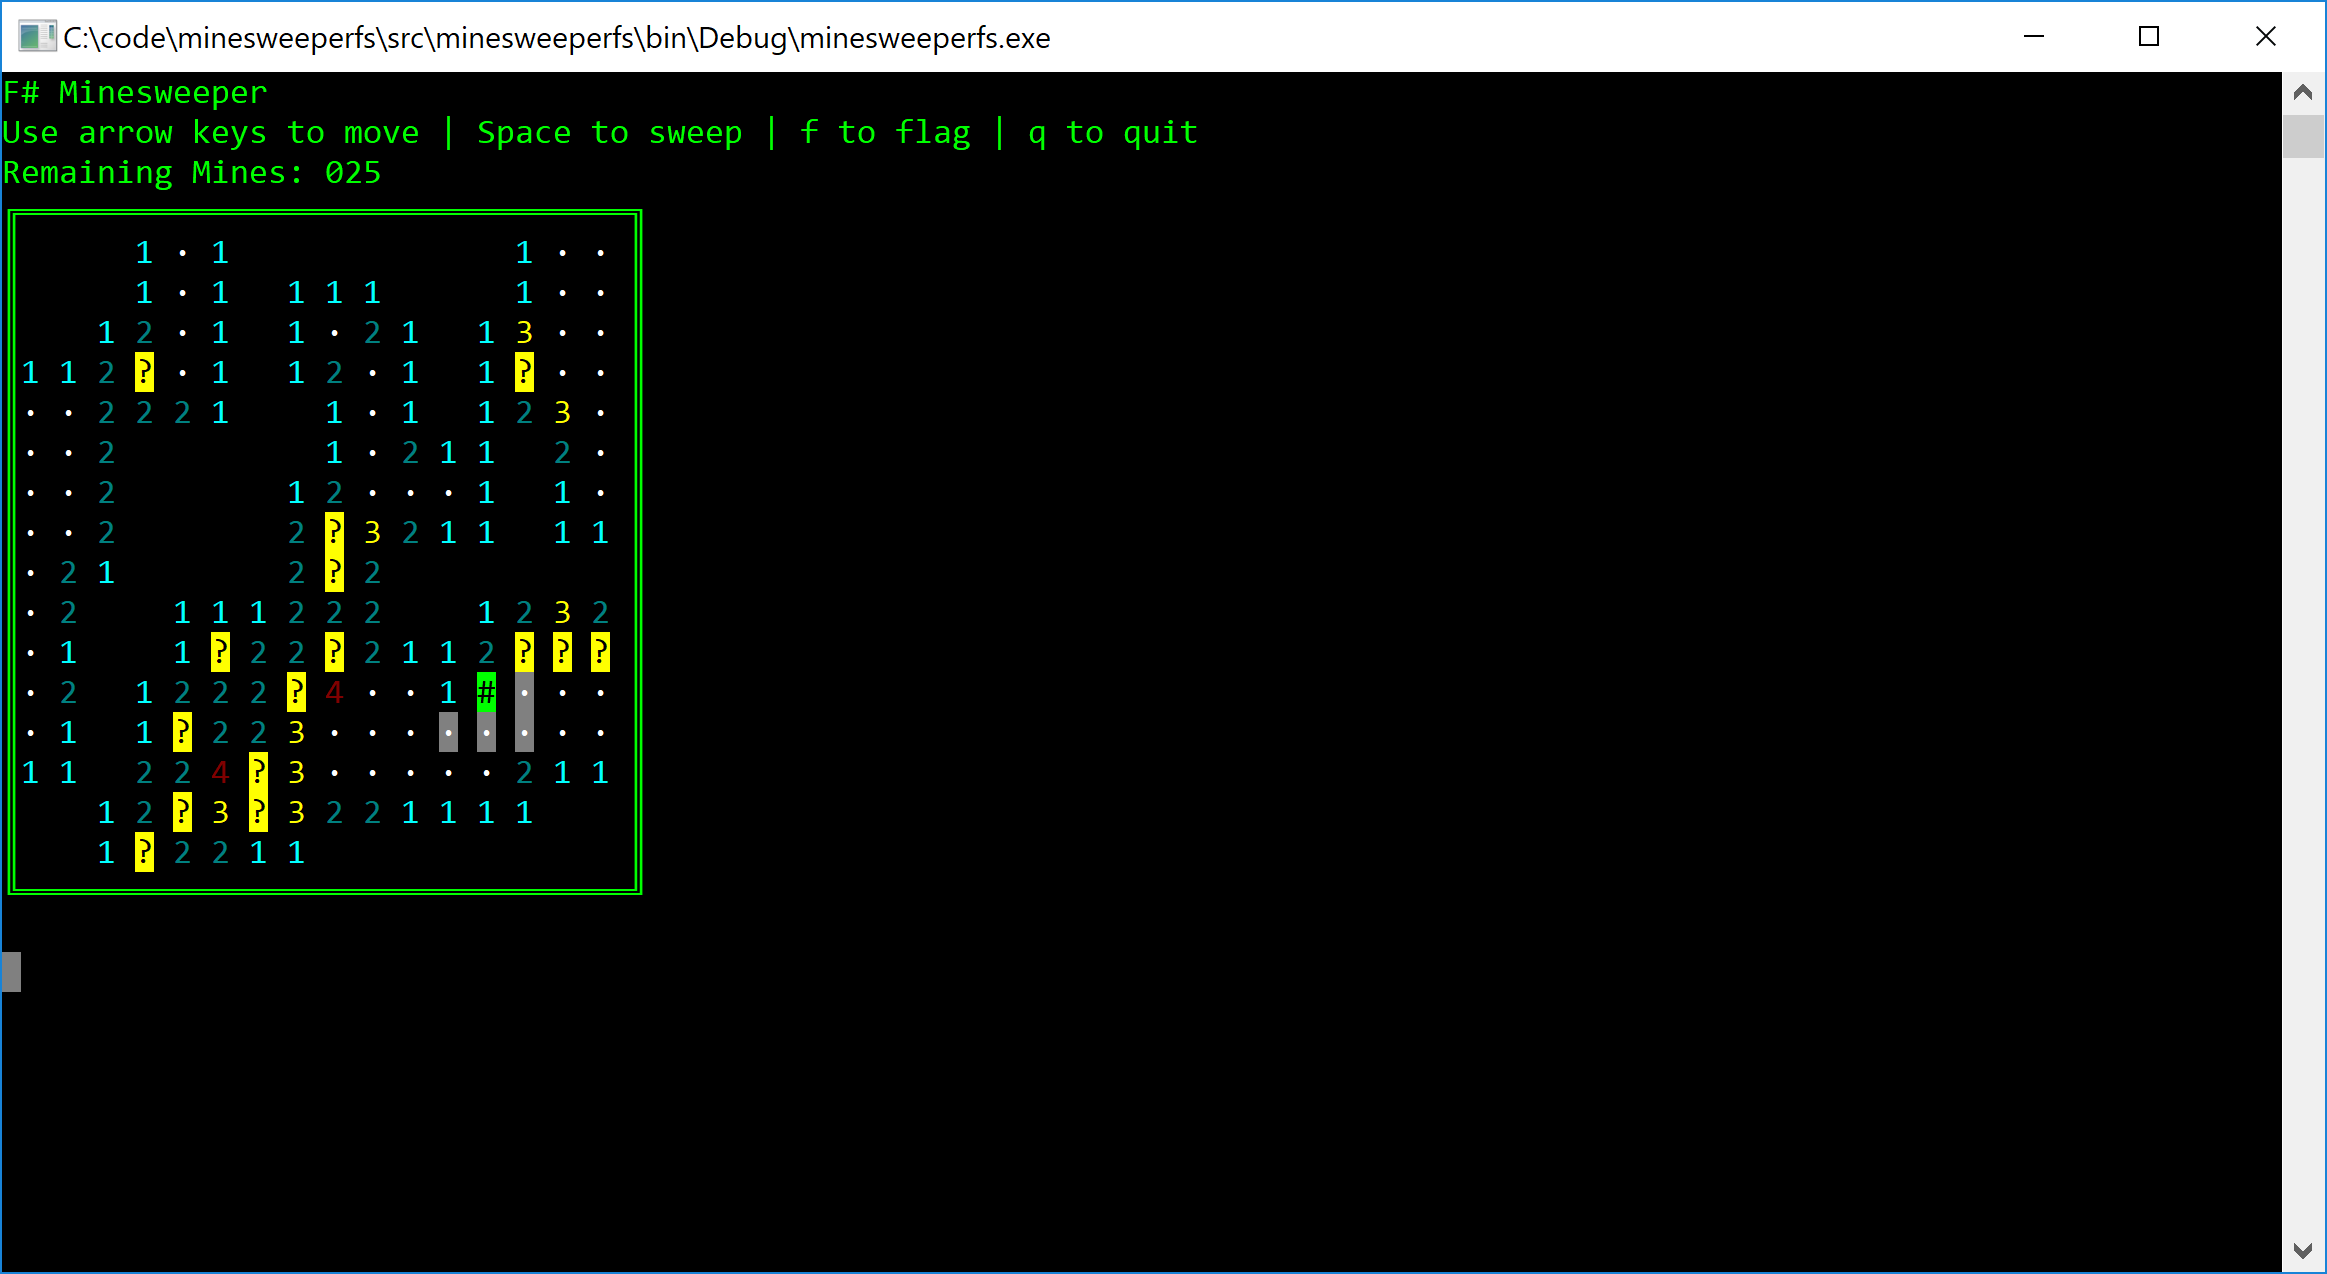 C:\code\minesweeperfs\src\minesweeperfs\bin\Debug\minesweeperfs.exe
F# Minesweeper
Use arrow keys to move | Space to sweep | f to flag | q to quit
Remaining Mines: 025
1 · 1 1 · ·
1 · 1 1 1 1 1 · ·
1 2 · 1 1 · 2 1 1 3 · ·
1 1 2 ? · 1 1 2 · 1 1 ? · ·
· · 2 2 2 1 1 · 1 1 2 3 ·
· · 2 1 · 2 1 1 2 ·
· · 2 1 2 · · · 1 1 ·
· · 2 2 ? 3 2 1 1 1 1
· 2 1 2 ? 2
· 2 1 1 1 2 2 2 1 2 3 2
· 1 1 ? 2 2 ? 2 1 1 2 ? ? ?
· 2 1 2 2 2 ? 4 · · 1 # · · ·
· 1 1 ? 2 2 3 · · · · · · · ·
1 1 2 2 4 ? 3 · · · · · 2 1 1
1 2 ? 3 ? 3 2 2 1 1 1 1
1 ? 2 2 1 1